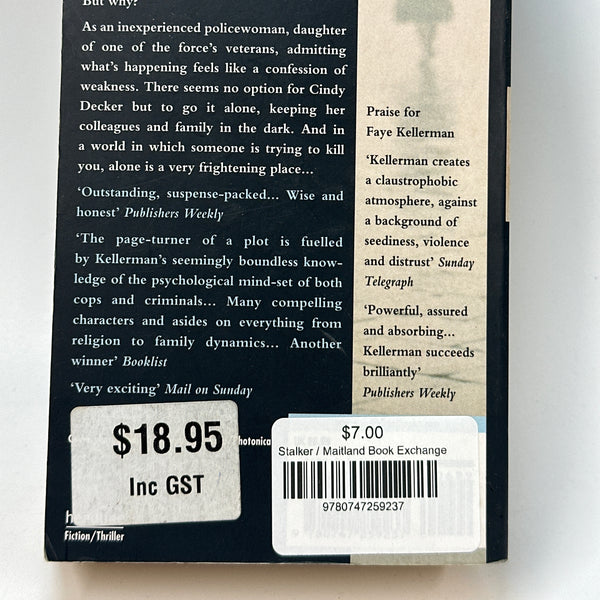 But why?
As an inexperienced policewoman, daughter
of one of the force's veterans, admitting
what's happening feels like a confession of
weakness. There seems no option for Cindy
Decker but to go it alone, keeping her
colleagues and family in the dark. And in
a world in which someone is trying to kill
you, alone is a very frightening place...
'Outstanding, suspense-packed... Wise and
honest' Publishers Weekly
'The page-turner of a plot is fuelled
by Kellerman's seemingly boundless know-
ledge of the psychological mind-set of both
cops and criminals... Many compelling
characters and asides on everything from
religion to family dynamics... Another
winner' Booklist
'Very exciting' Mail on Sunday
Praise for
Faye Kellerman
'Kellerman creates
a claustrophobic
atmosphere, against
a background of
seediness, violence
and distrust' Sunday
Telegraph
'Powerful, assured
and absorbing...
Kellerman succeeds
brilliantly'
Publishers Weekly
Photonica
$18.95
Inc GST
Fiction/Thriller
$7.00
Stalker / Maitland Book Exchange
9780747259237